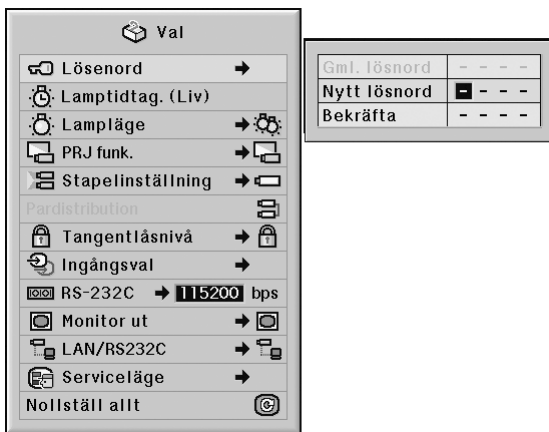 Val
Lösenord
Lamptidtag. (Liv)
Lampläge
PRJ funk.
Stapelinställning
Pardistribution
Tangentlåsnivå
Ingångsval
RS-232C 115200 bps
Monitor ut
LAN/RS232C
Serviceläge
Nollställ allt
Gml. lösnord - - - -
Nytt lösnord - - - -
Bekräfta - - - -